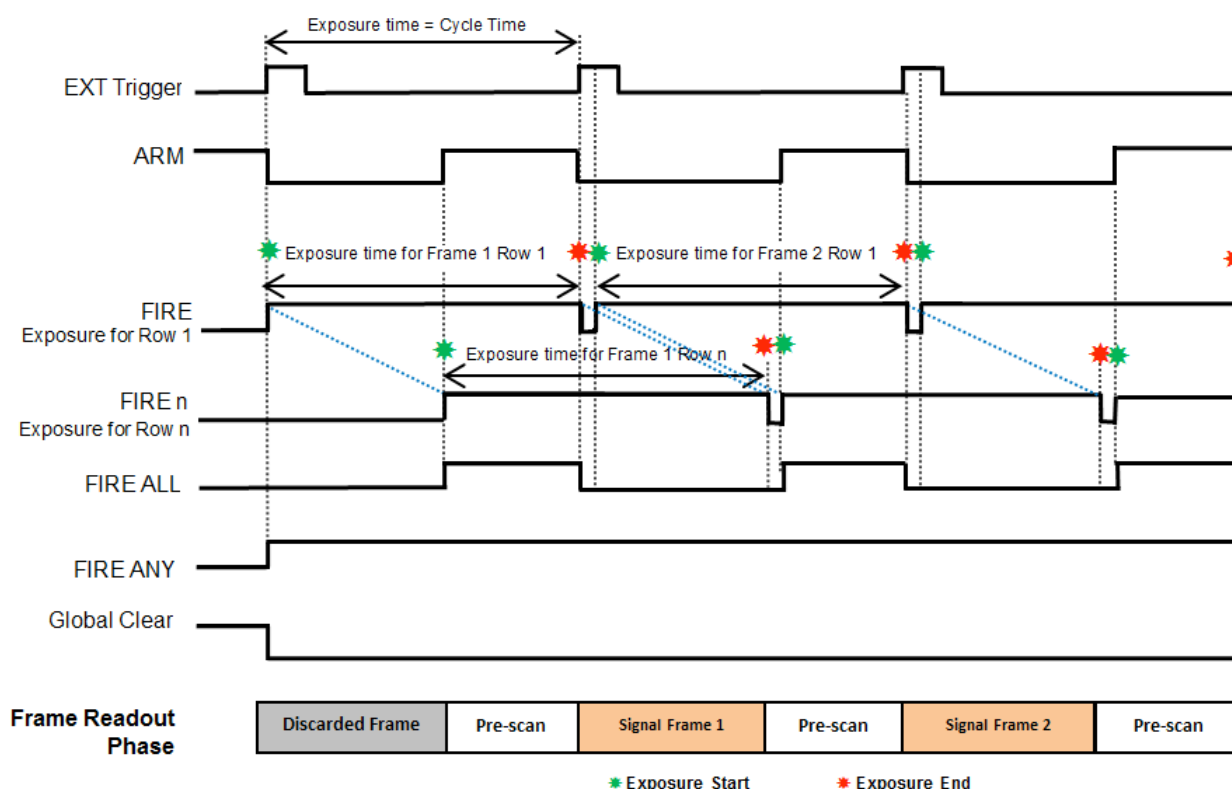 Exposure time = Cycle Time
EXT Trigger
ARM
Exposure time for Frame 1 Row 1
Exposure time for Frame 2 Row 1
FIRE
Exposure for Row 1
Exposure time for Frame 1 Row n
FIRE n
Exposure for Row n
FIRE ALL
FIRE ANY
Global Clear
Frame Readout
Phase
Discarded Frame
Pre-scan
Signal Frame 1
Pre-scan
Signal Frame 2
Pre-scan
Exposure Start
Exposure End